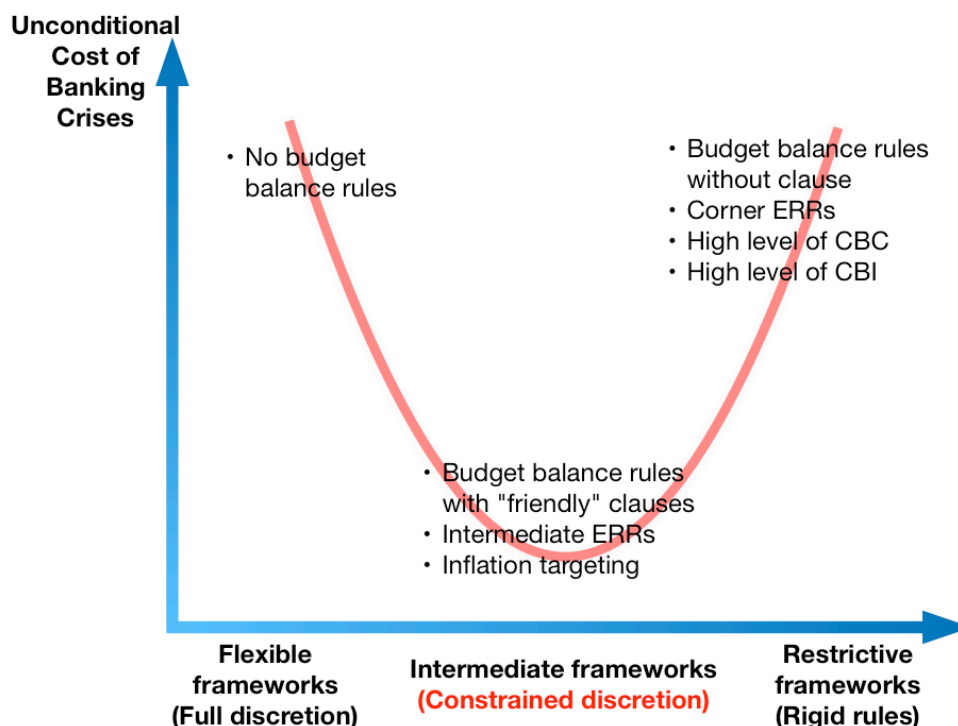 Unconditional
Cost of
Banking
Crises
• No budget
balance rules
• Budget balance rules
without clause
• Corner ERRs
• High level of CBC
• High level of CBI
• Budget balance rules
with "friendly" clauses
• Intermediate ERRs
• Inflation targeting
Flexible
frameworks
(Full discretion)
Intermediate frameworks
(Constrained discretion)
Restrictive
frameworks
(Rigid rules)